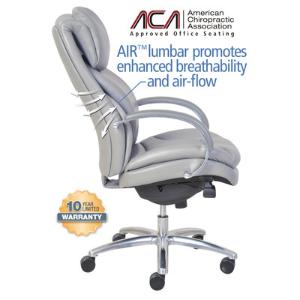 ACA American
Chiropractic
Association
Approved Office Seating
AIR™ lumbar promotes
enhanced breathability
and air-flow
10 YEAR
LIMITED
WARRANTY